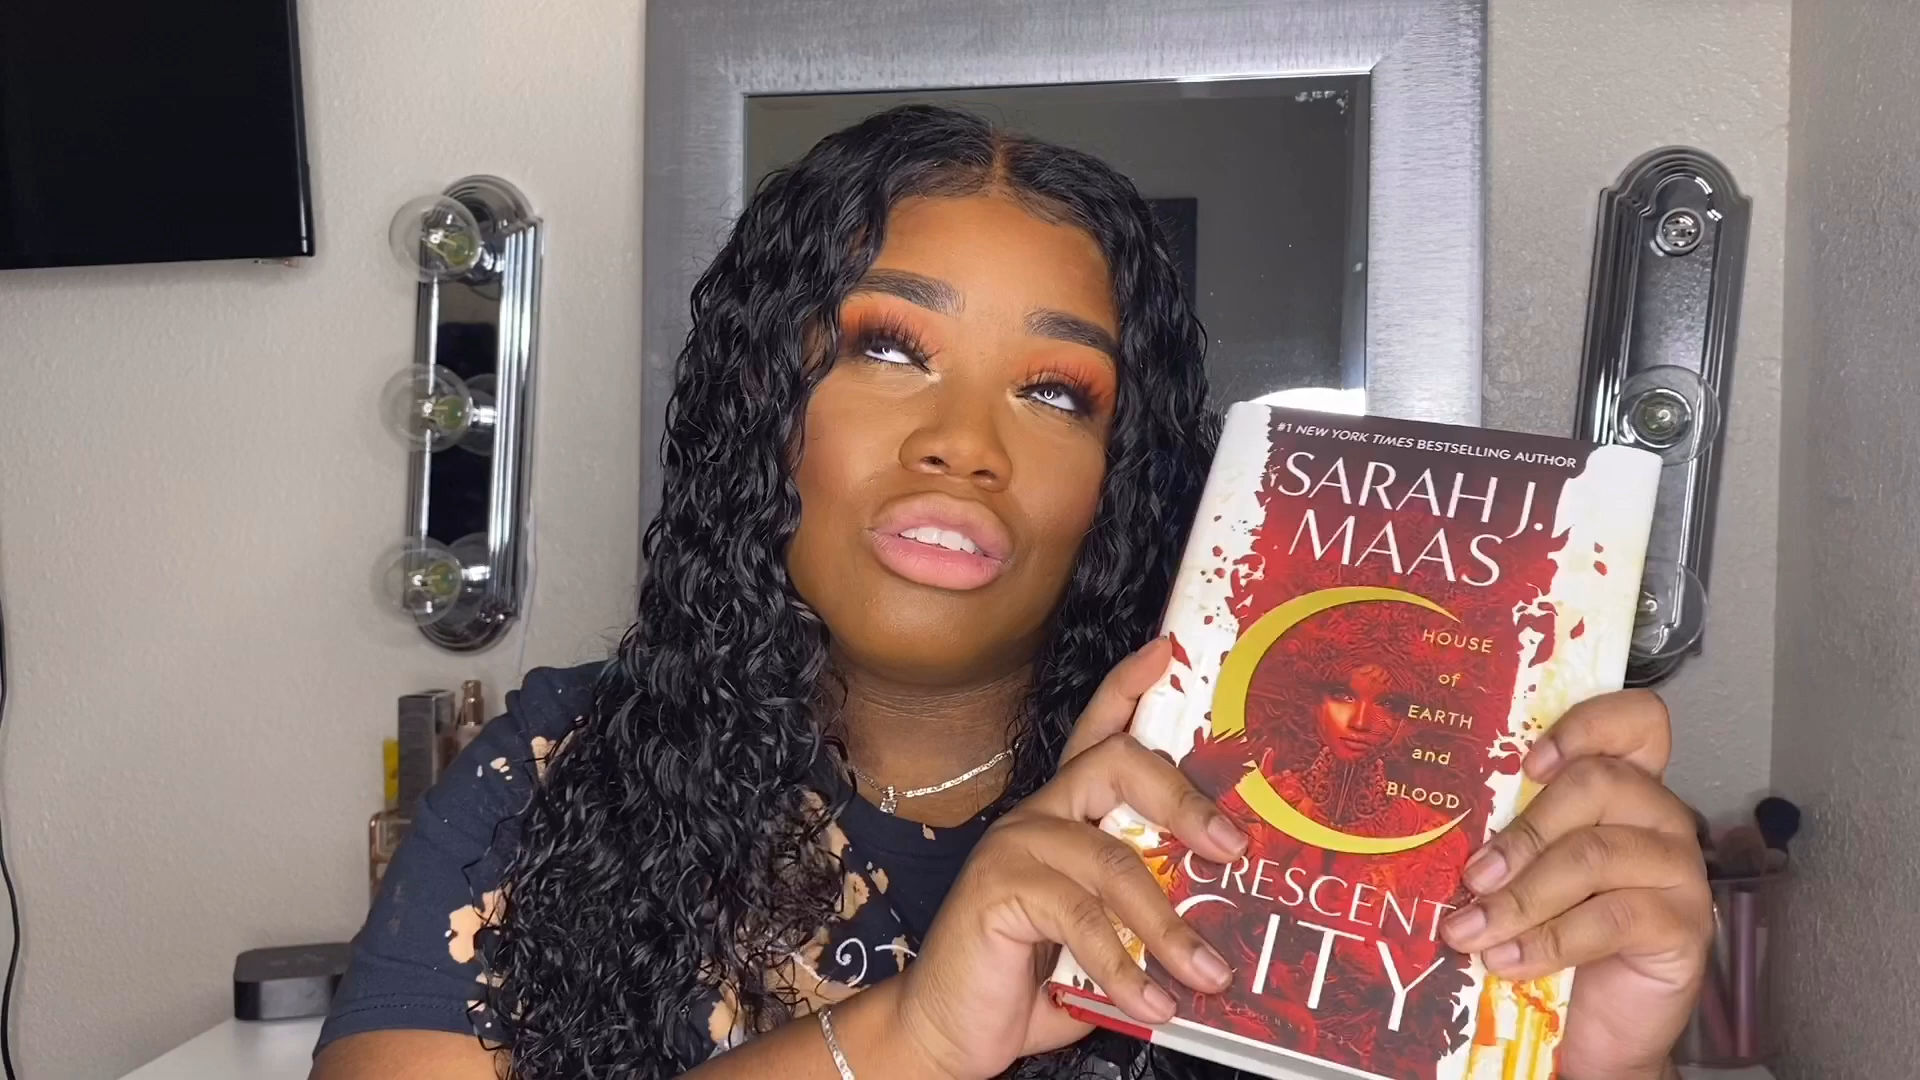 #1 NEW YORK TIMES BESTSELLING AUTHOR
SARAH J.
MAAS
HOUSE
of
EARTH
and
BLOOD
CRESCENT
CITY